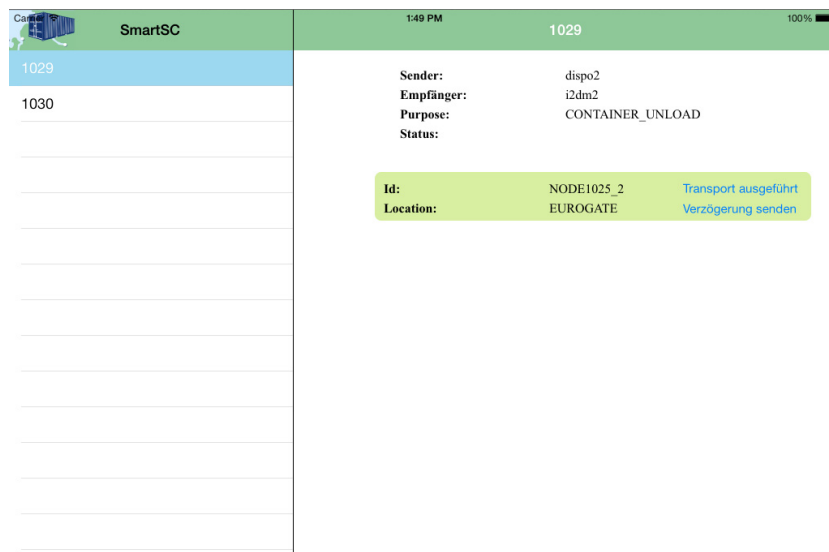 SmartSC
1:49 PM
1029
100%
1029
1030
Sender: dispo2
Empfänger: i2dm2
Purpose: CONTAINER_UNLOAD
Status:
Id: NODE1025_2 Transport ausgeführt
Location: EUROGATE Verzögerung senden